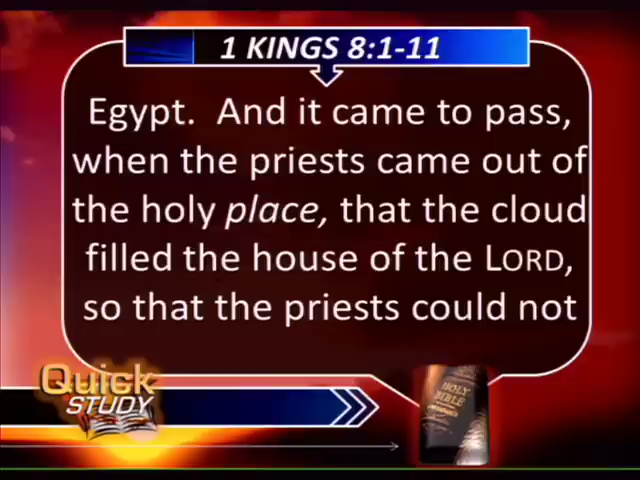 1 KINGS 8:1-11
Egypt. And it came to pass,
when the priests came out of
the holy place, that the cloud
filled the house of the LORD,
so that the priests could not
Quick
STUDY
HOLY
BIBLE